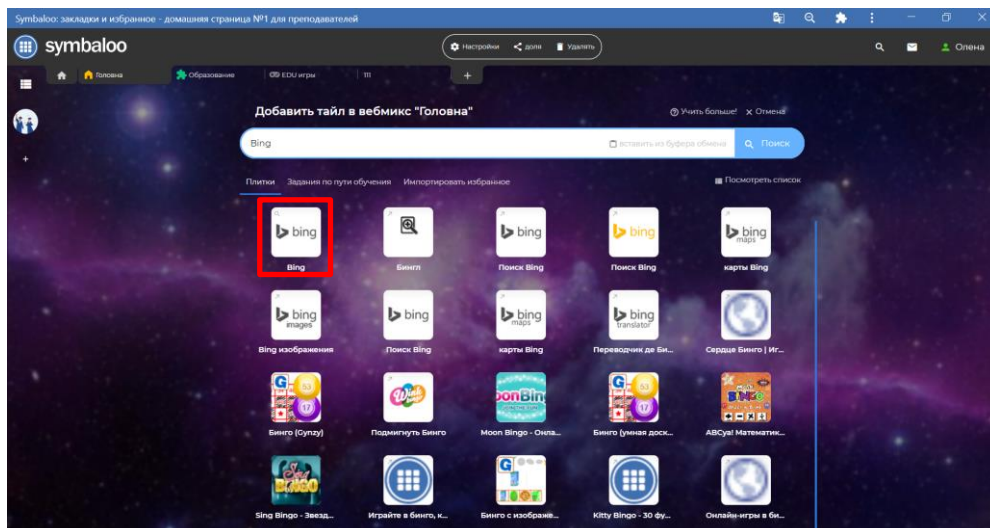 Symbaloo: закладки и избранное - домашняя страница №1 для преподавателей
symbaloo
Настройки доля Удалять
Олена
Головна Образование EDU игры 111 +
Добавить тайл в вебмикс "Головна"
Учить больше! x Отмена
Bing вставить из буфера обмена Поиск
Плитки Задания по пути обучения Импортировать избранное Посмотреть список
bing bing bing bing maps
Bing Бингл Поиск Bing Поиск Bing карты Bing
bing images bing bing maps bing translator
Bing изображения Поиск Bing карты Bing Переводчик де Би... Сердце Бинго | Иг...
Бинго (Gynzy) Подмигнуть Бинго Moon Bingo - Онла... Бинго (умная доск... ABCya! Математик...
Sing Bingo - Звезд... Играйте в бинго, к... Бинго с изображе... Kitty Bingo - 30 фу... Онлайн-игры в би...